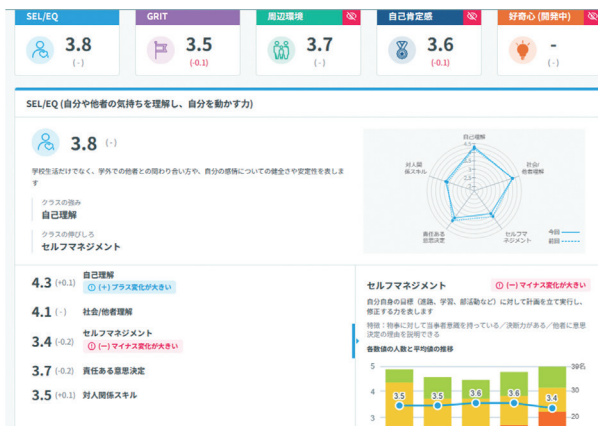 SEL/EQ
GRIT
周辺環境
自己肯定感
好奇心 (開発中)
3.8
(-)
3.5
(-0.1)
3.7
(-)
3.6
(-0.1)
-
(-)
SEL/EQ (自分や他者の気持ちを理解し、自分を動かす力)
3.8 (-)
学校生活だけでなく、学外での他者との関わり合い方や、自分の感情についての健全さや安定性を表しま
す
クラスの強み
自己理解
クラスの伸びしろ
セルフマネジメント
自己理解
社会/
他者理解
セルフマ
ネジメント
責任ある
意思決定
対人関
係スキル
今回
前回
4.3 (+0.1) 自己理解
(+) プラス変化が大きい
4.1 (-) 社会/他者理解
3.4 (-0.2) セルフマネジメント
(ー) マイナス変化が大きい
3.7 (-0.2) 責任ある意思決定
3.5 (+0.1) 対人関係スキル
セルフマネジメント
(ー) マイナス変化が大きい
自分自身の目標（進路、学習、部活動など）に対して計画を立て実行し、
修正する力を表します
特徴：物事に対して当事者意識を持っている／決断力がある／他者に意思
決定の理由を説明できる
各数値の人数と平均値の推移
5
4
3
3.5
3.5
3.6
3.6
3.4
39名
30
20